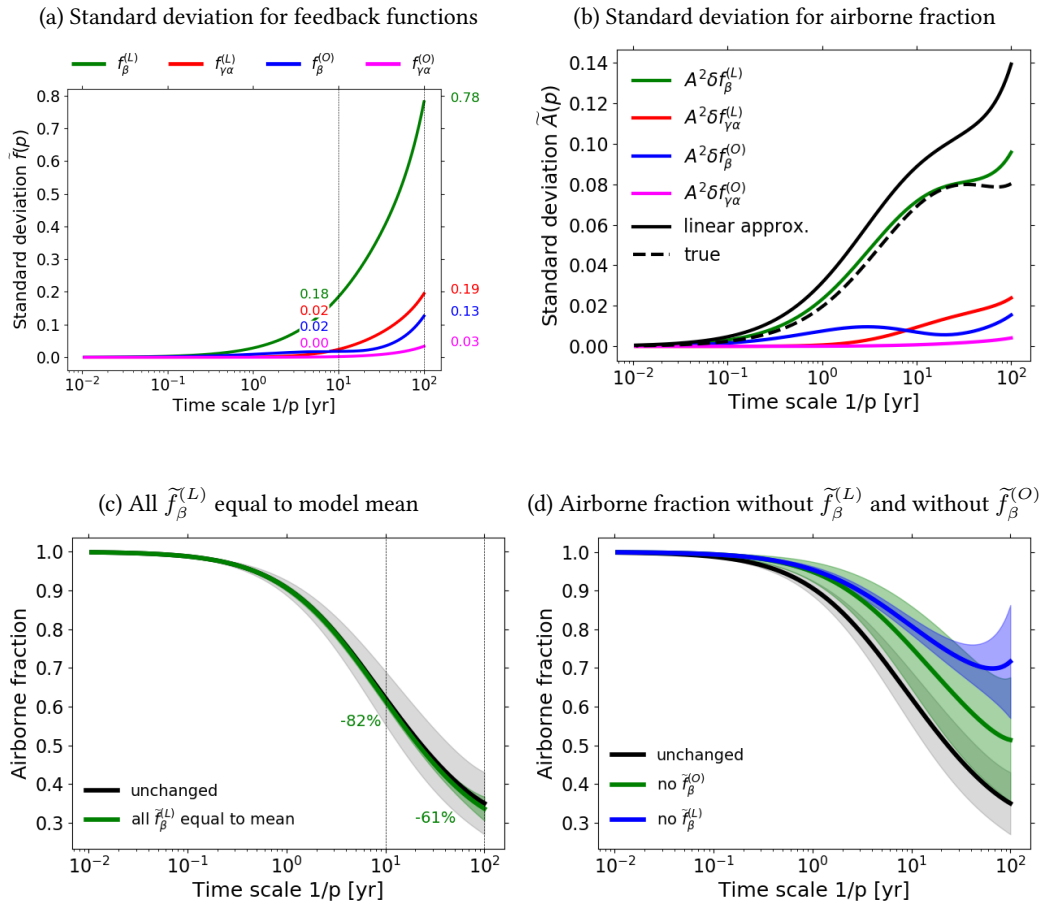 (a) Standard deviation for feedback functions
f_β^(L) f_γα^(L) f_β^(O) f_γα^(O)
Standard deviation f̃(p)
0.8
0.7
0.6
0.5
0.4
0.3
0.2
0.1
0.0
0.18
0.02
0.02
0.00
0.78
0.19
0.13
0.03
10^−2 10^−1 10^0 10^1 10^2
Time scale 1/p [yr]
(b) Standard deviation for airborne fraction
Standard deviation Ã(p)
0.14
0.12
0.10
0.08
0.06
0.04
0.02
0.00
A²δf_β^(L)
A²δf_γα^(L)
A²δf_β^(O)
A²δf_γα^(O)
linear approx.
true
10^−2 10^−1 10^0 10^1 10^2
Time scale 1/p [yr]
(c) All f̃_β^(L) equal to model mean
Airborne fraction
1.0
0.9
0.8
0.7
0.6
0.5
0.4
0.3
-82%
-61%
unchanged
all f̃_β^(L) equal to mean
10^−2 10^−1 10^0 10^1 10^2
Time scale 1/p [yr]
(d) Airborne fraction without f̃_β^(L) and without f̃_β^(O)
Airborne fraction
1.0
0.9
0.8
0.7
0.6
0.5
0.4
0.3
unchanged
no f̃_β^(O)
no f̃_β^(L)
10^−2 10^−1 10^0 10^1 10^2
Time scale 1/p [yr]